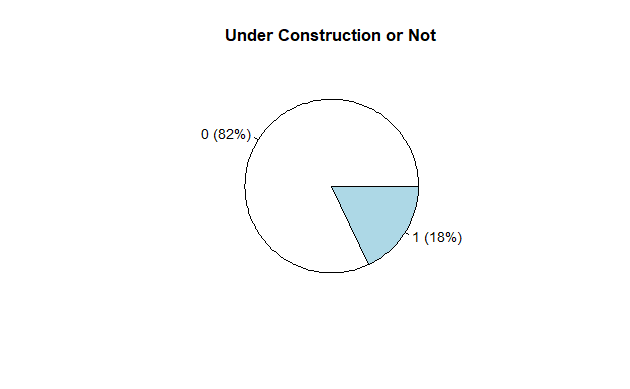 Under Construction or Not
0 (82%)
1 (18%)